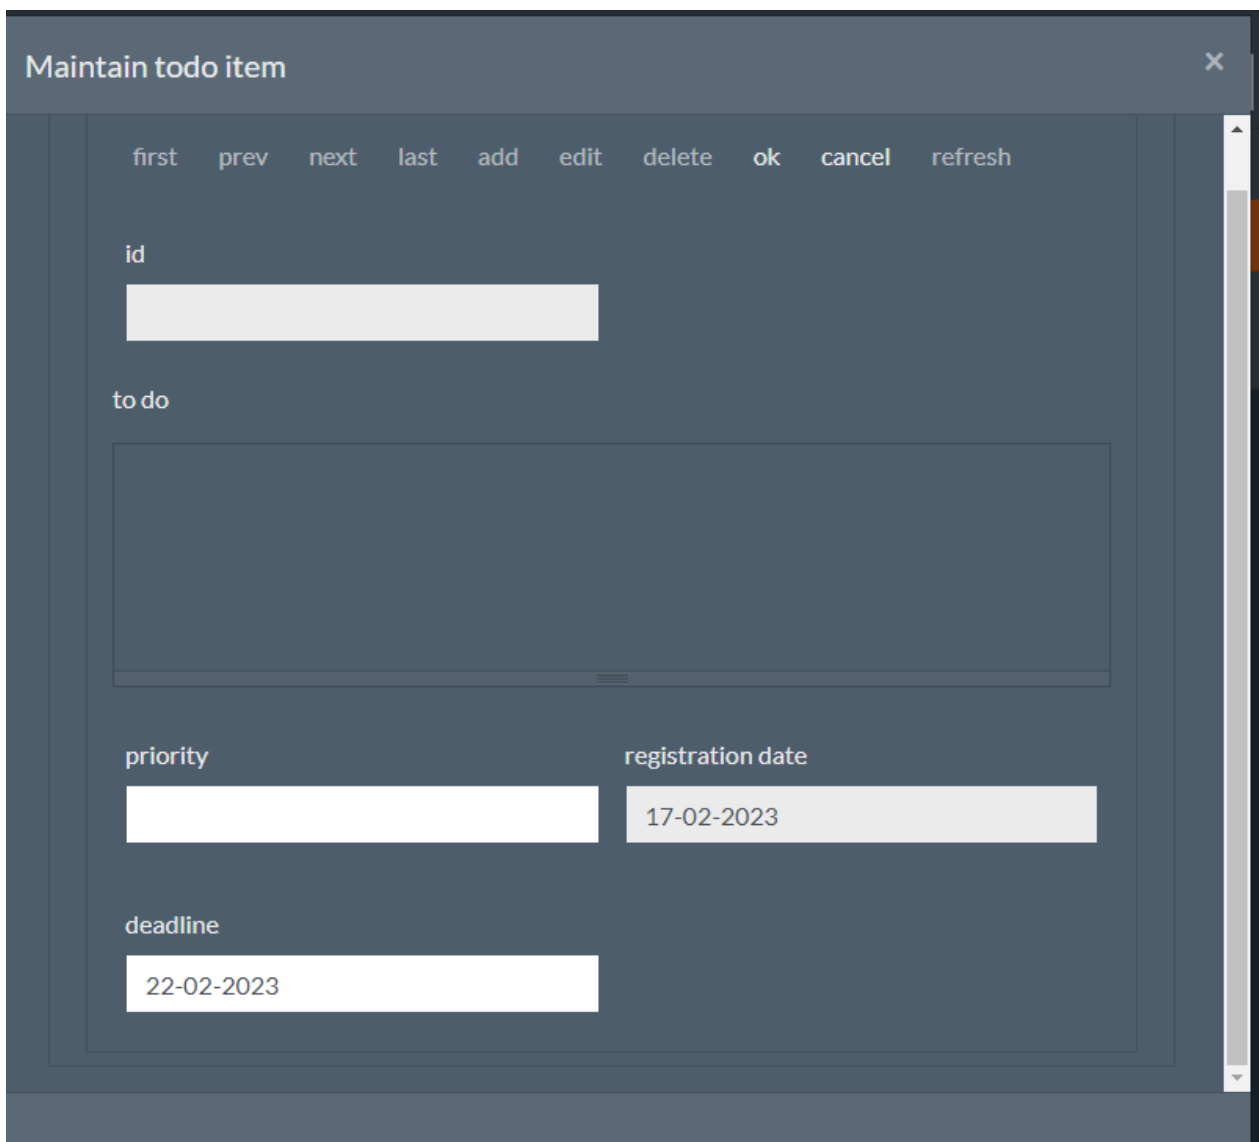 Maintain todo item ×
first prev next last add edit delete ok cancel refresh
id
to do
priority registration date
17-02-2023
deadline
22-02-2023